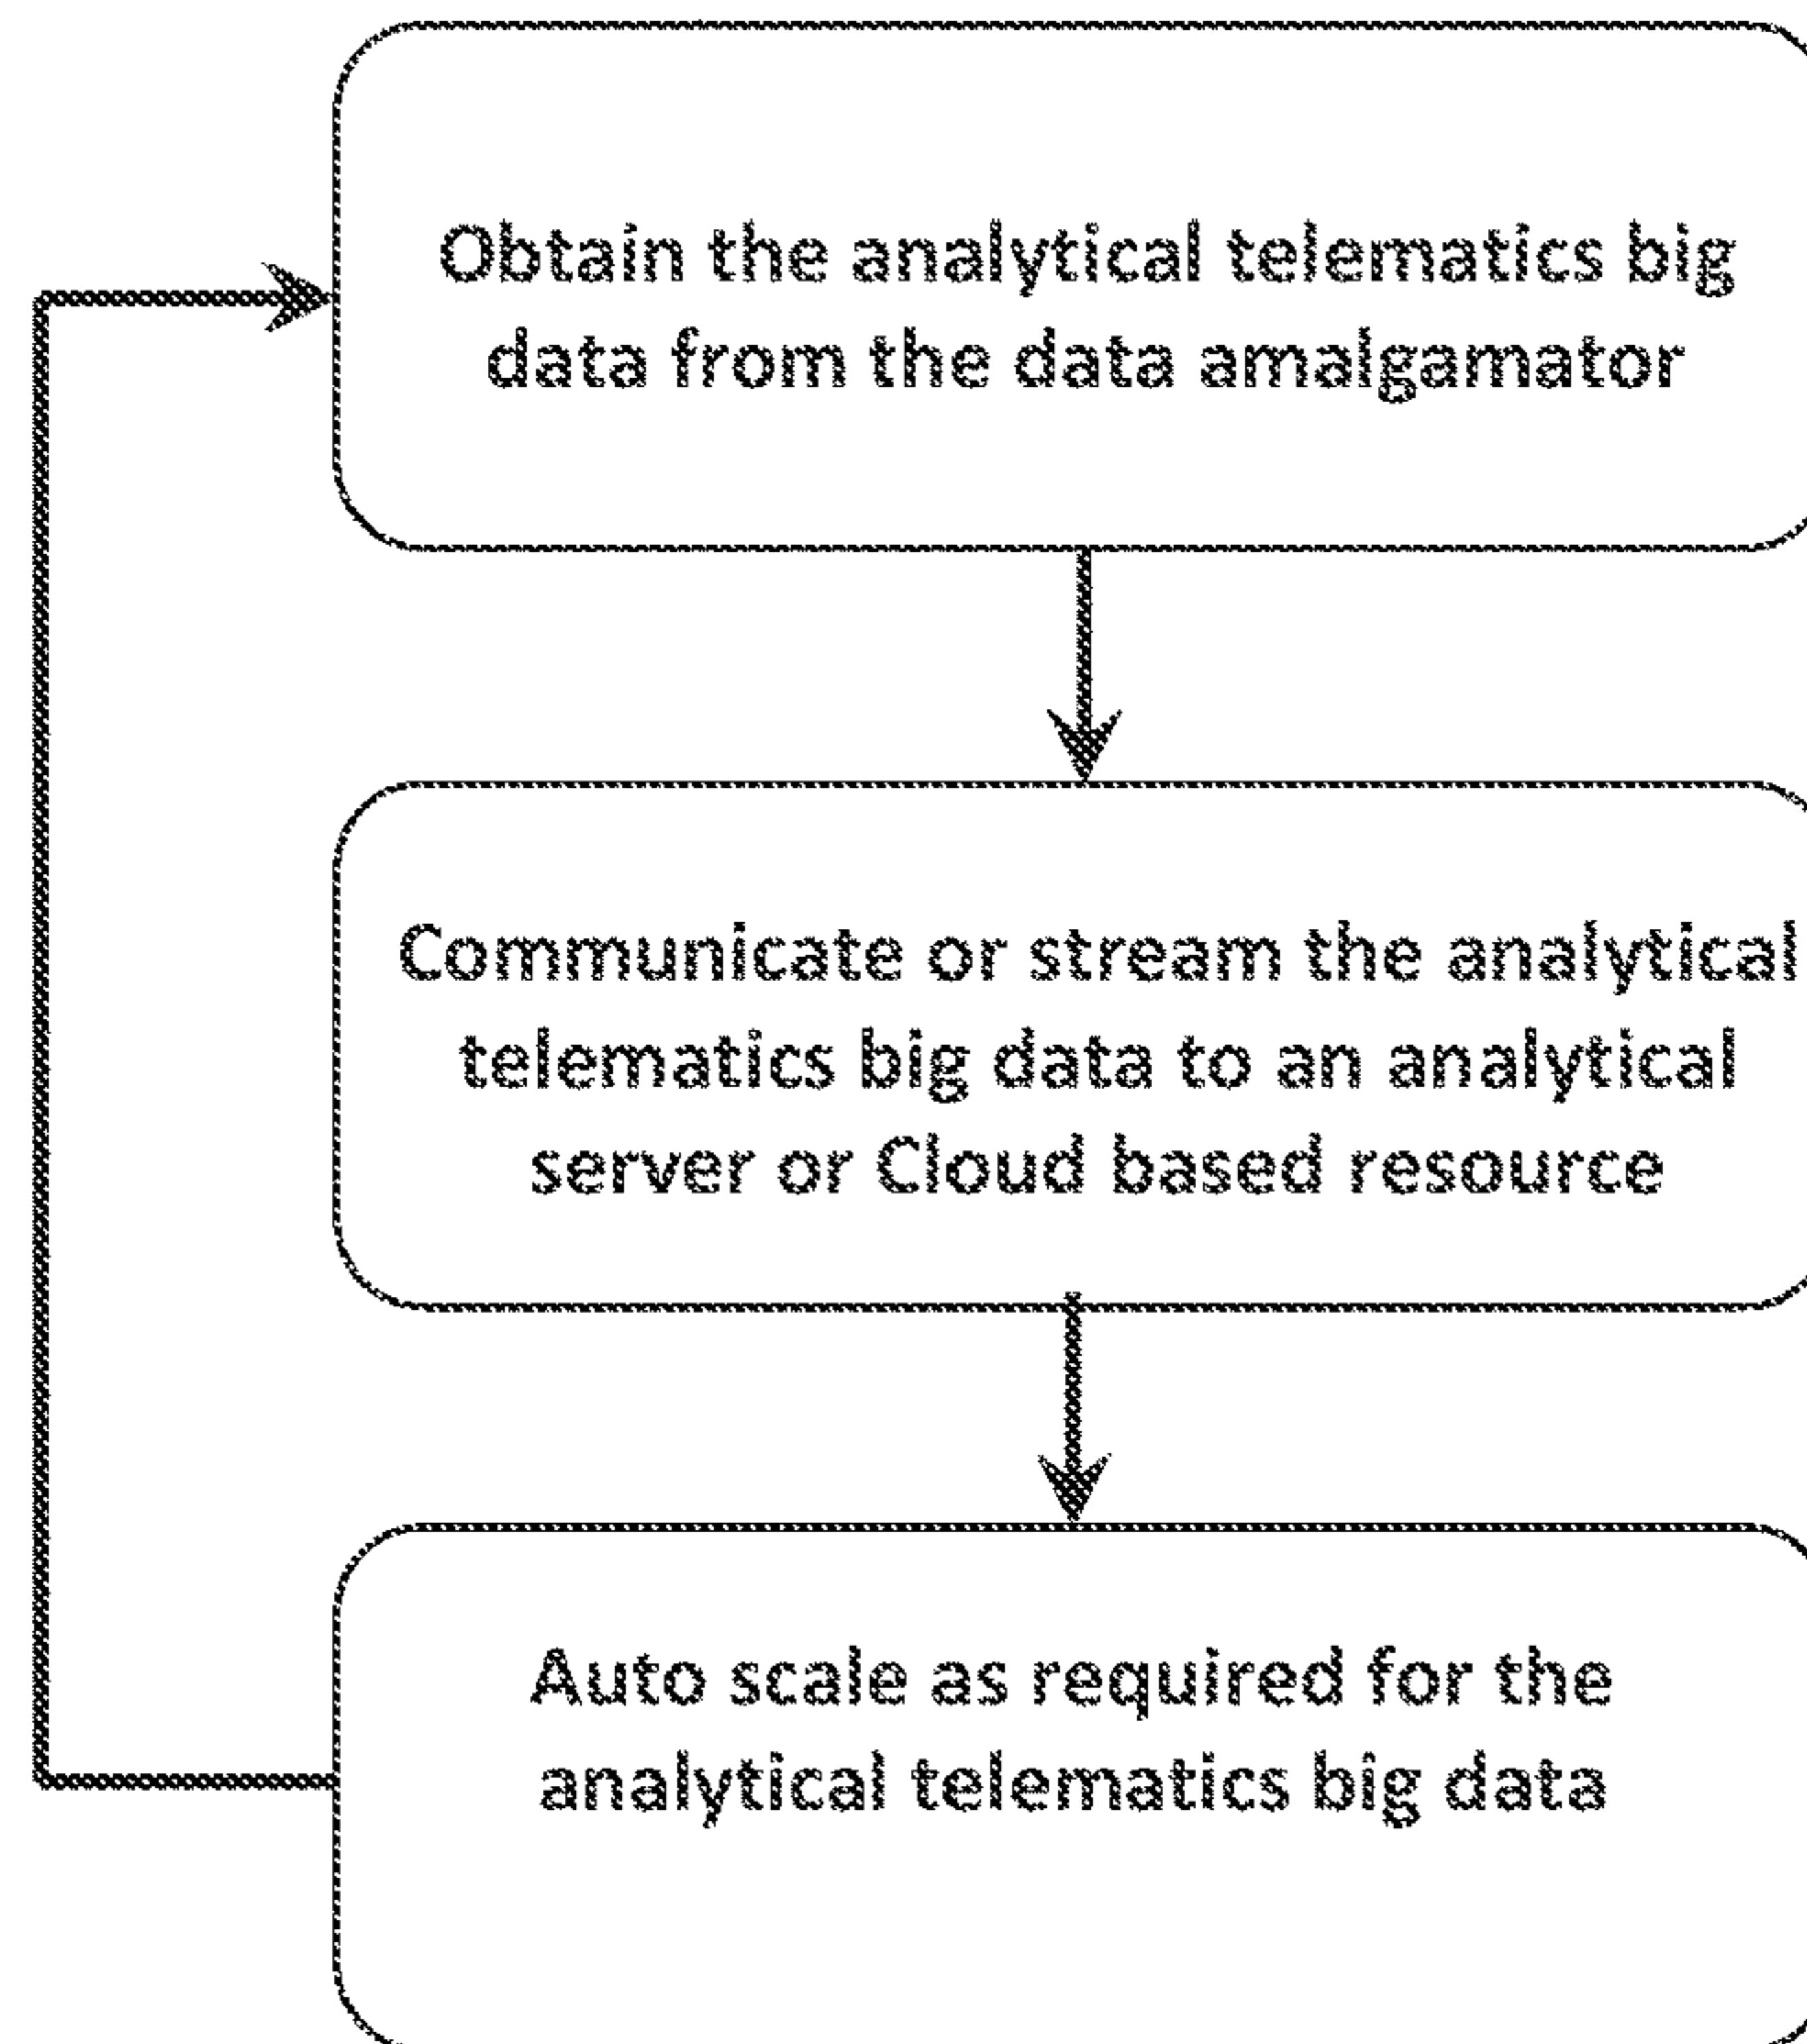 Obtain the analytical telematics big
data from the data amalgamator
Communicate or stream the analytical
telematics big data to an analytical
server or Cloud based resource
Auto scale as required for the
analytical telematics big data